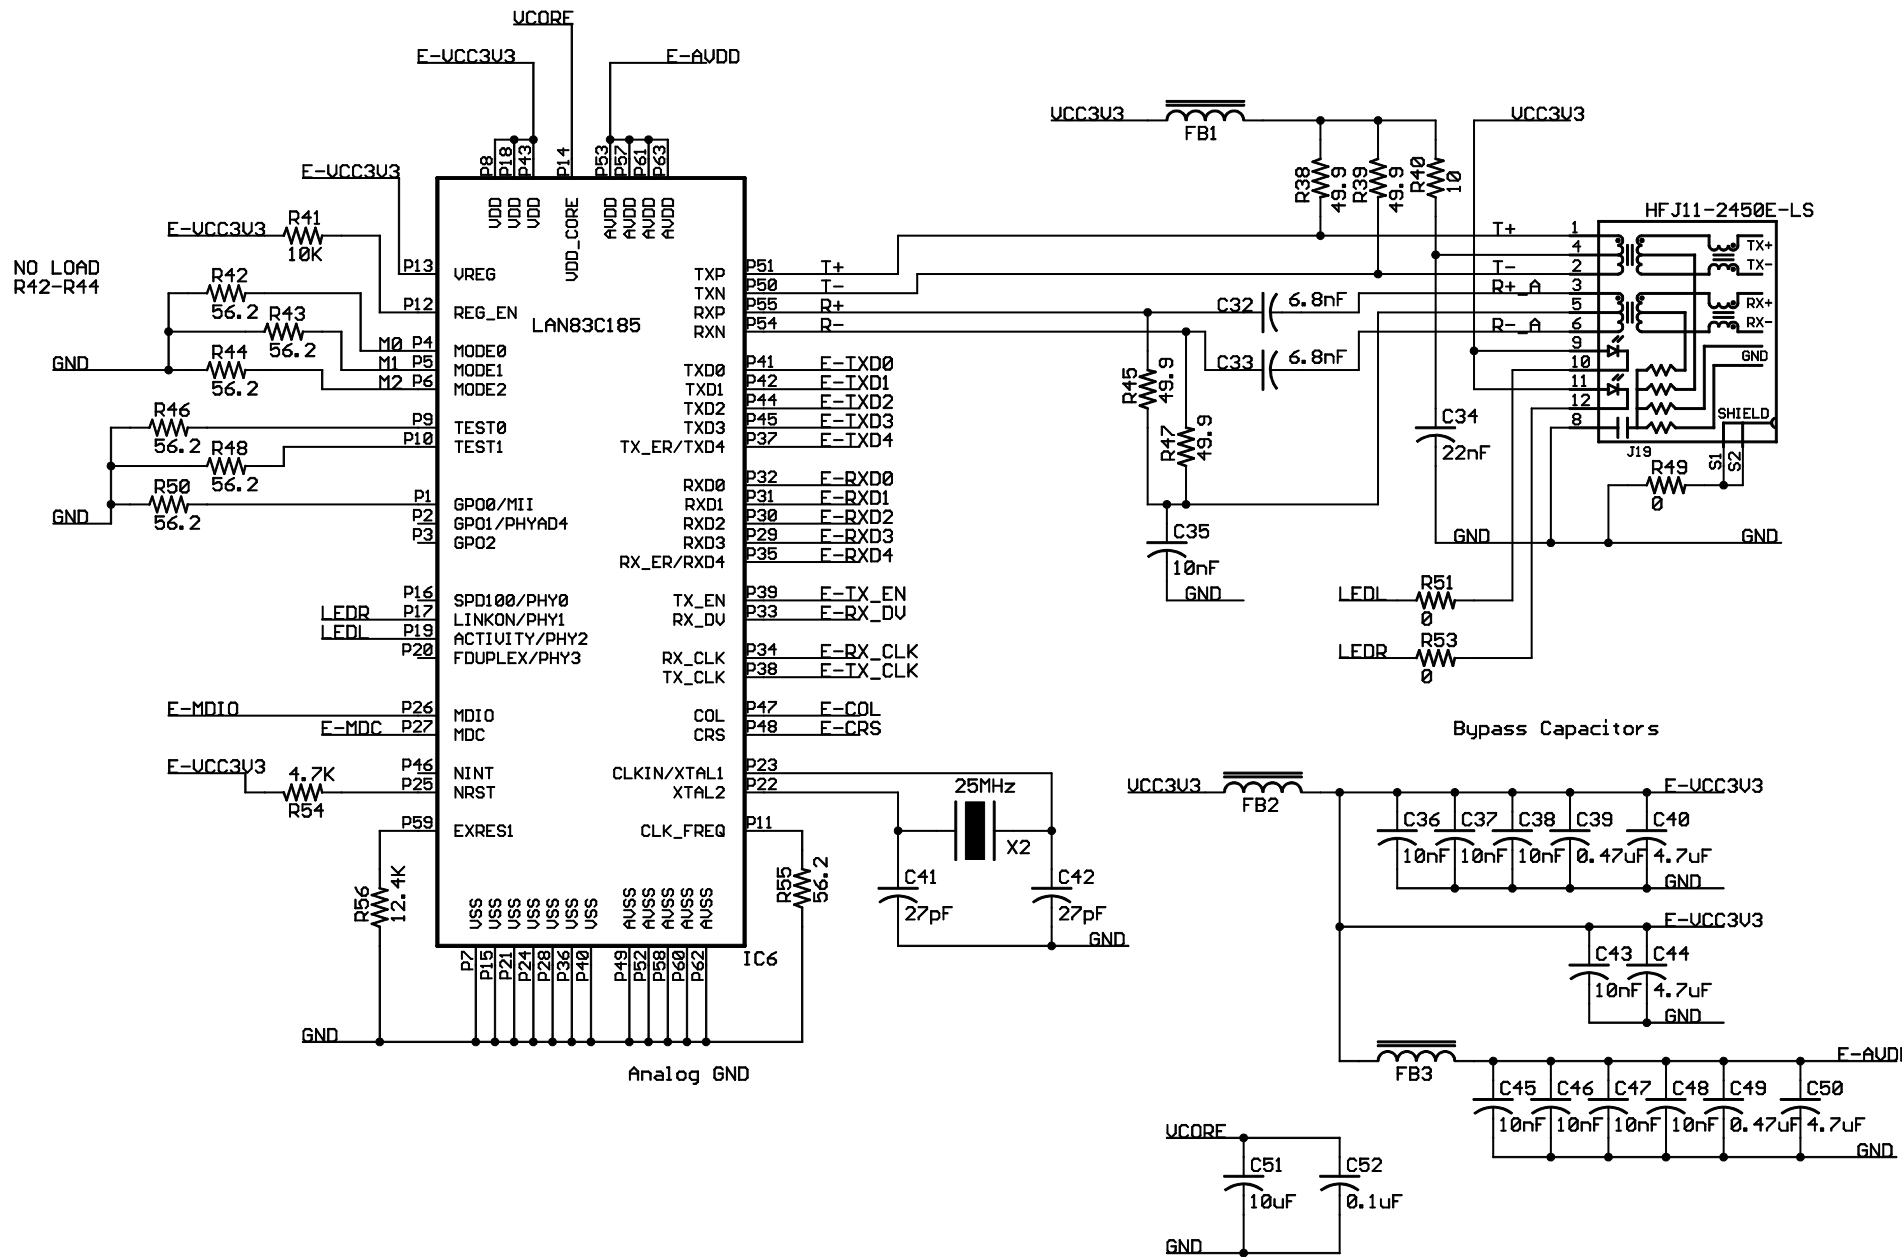 VCORE
E-VCC3V3
E-AVDD
P8
P18
P43
P14
P53
P57
P61
P63
VDD
VDD
VDD
VDD_CORE
AVDD
AVDD
AVDD
AVDD
E-VCC3V3
E-VCC3V3
R41
10K
NO LOAD
R42-R44
R42
56.2
R43
56.2
R44
56.2
GND
M0
M1
M2
R46
56.2
R48
56.2
R50
56.2
GND
LEDR
LEDL
E-MDIO
E-MDC
E-VCC3V3
4.7K
R54
R56
12.4K
GND
P13 VREG
P12 REG_EN
P4 MODE0
P5 MODE1
P6 MODE2
P9 TEST0
P10 TEST1
P1 GPO0/MII
P2 GPO1/PHYAD4
P3 GPO2
P16 SPD100/PHY0
P17 LINKON/PHY1
P19 ACTIVITY/PHY2
P20 FDUPLEX/PHY3
P26 MDIO
P27 MDC
P46 NINT
P25 NRST
P59 EXRES1
LAN83C185
TXP P51 T+
TXN P50 T-
RXP P55 R+
RXN P54 R-
TXD0 P41 E-TXD0
TXD1 P42 E-TXD1
TXD2 P44 E-TXD2
TXD3 P45 E-TXD3
TX_ER/TXD4 P37 E-TXD4
RXD0 P32 E-RXD0
RXD1 P31 E-RXD1
RXD2 P30 E-RXD2
RXD3 P29 E-RXD3
RX_ER/RXD4 P35 E-RXD4
TX_EN P39 E-TX_EN
RX_DV P33 E-RX_DV
RX_CLK P34 E-RX_CLK
TX_CLK P38 E-TX_CLK
COL P47 E-COL
CRS P48 E-CRS
CLKIN/XTAL1 P23
XTAL2 P22
CLK_FREQ P11
VSS
VSS
VSS
VSS
VSS
VSS
VSS
AVSS
AVSS
AVSS
AVSS
AVSS
P7
P15
P21
P24
P28
P36
P40
P49
P52
P58
P60
P62
IC6
Analog GND
R55
56.2
25MHz
X2
C41
27pF
C42
27pF
GND
VCC3V3
FB1
R38
49.9
R39
49.9
R40
10
VCC3V3
HFJ11-2450E-LS
T+
T-
R+_A
R-_A
1
4
2
3
5
6
9
10
11
12
8
TX+
TX-
RX+
RX-
GND
SHIELD
J19
S1
S2
C32
6.8nF
C33
6.8nF
R45
49.9
R47
49.9
C35
10nF
GND
C34
22nF
R49
0
GND
GND
LEDL
R51
0
LEDR
R53
0
Bypass Capacitors
VCC3V3
FB2
E-VCC3V3
C36
10nF
C37
10nF
C38
10nF
C39
0.47uF
C40
4.7uF
GND
E-VCC3V3
C43
10nF
C44
4.7uF
GND
FB3
C45
10nF
C46
10nF
C47
10nF
C48
10nF
C49
0.47uF
C50
4.7uF
GND
VCORE
C51
10uF
C52
0.1uF
GND